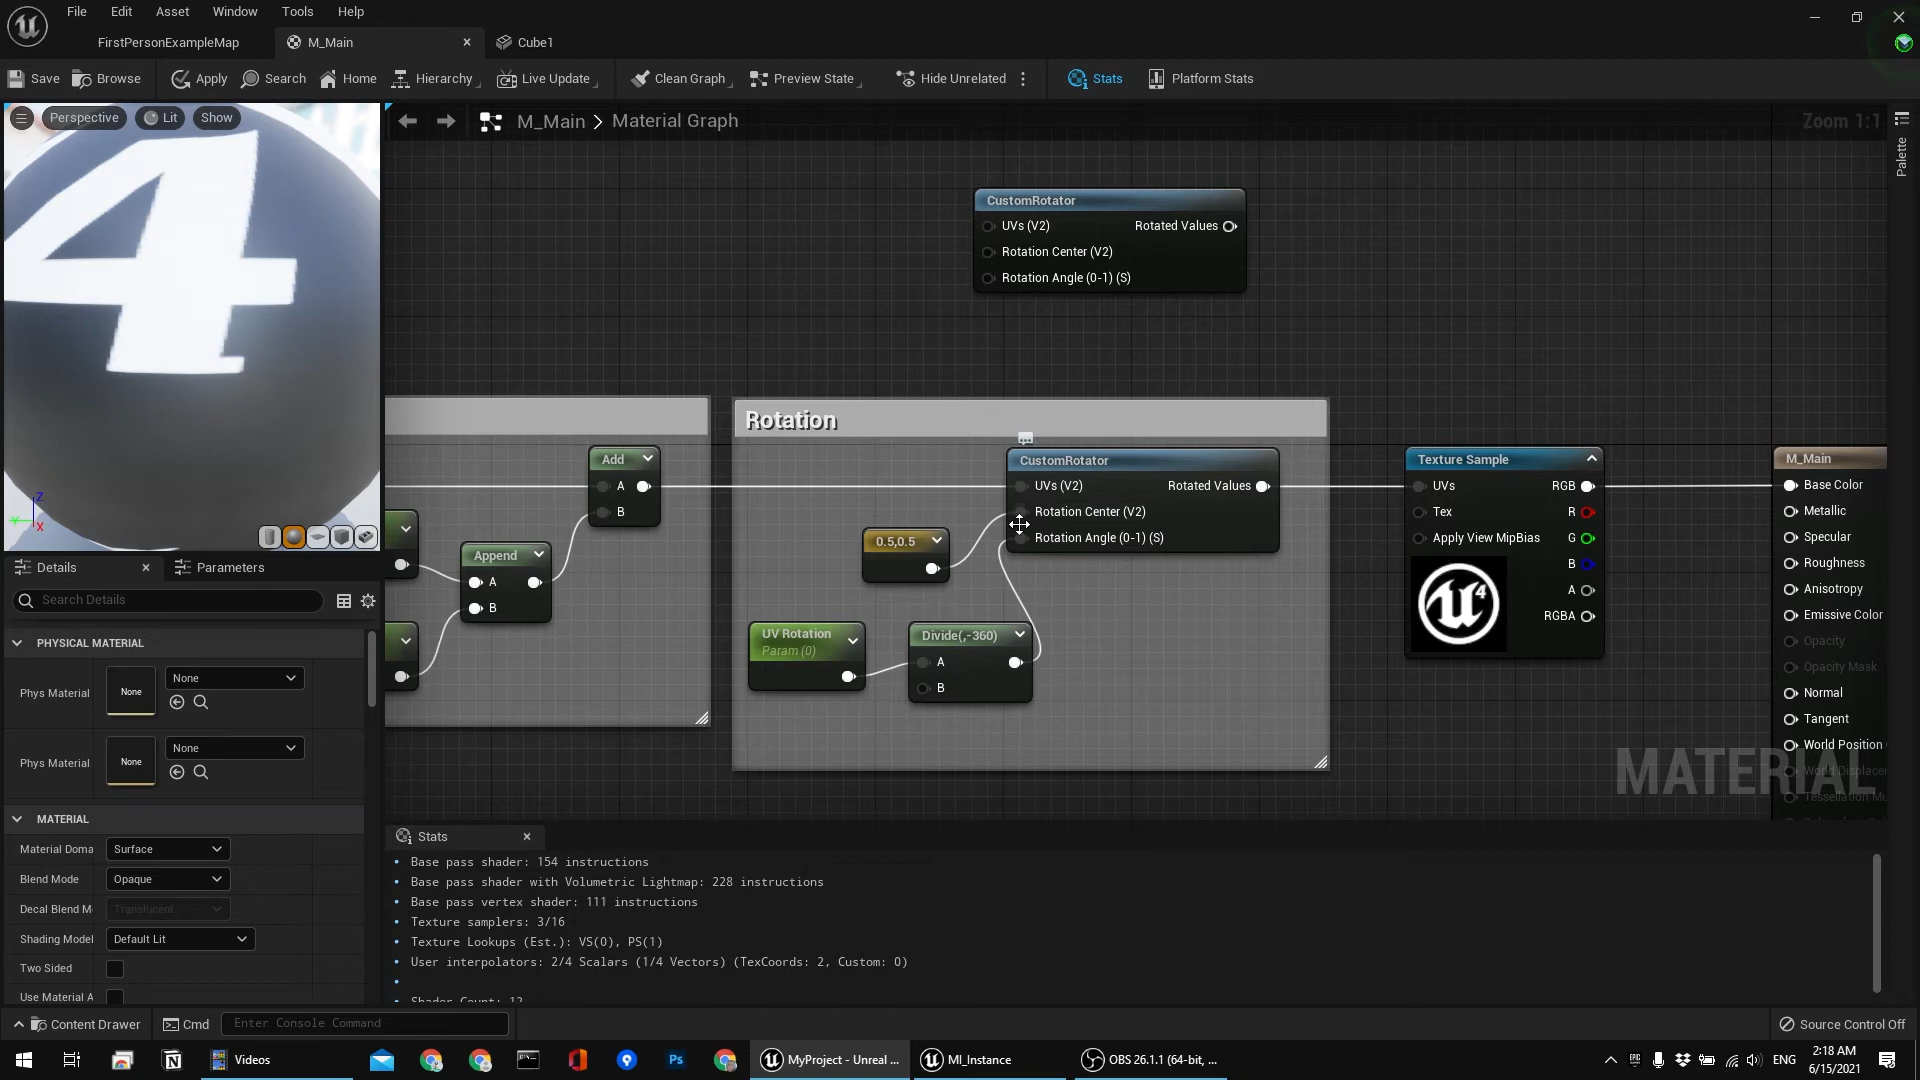 File Edit Asset Window Tools Help
FirstPersonExampleMap M_Main Cube1
Save Browse Apply Search Home Hierarchy Live Update Clean Graph Preview State Hide Unrelated Stats Platform Stats
Perspective Lit Show
M_Main > Material Graph
Zoom 1:1
Palette
4
Z
Y
X
CustomRotator
UVs (V2) Rotated Values
Rotation Center (V2)
Rotation Angle (0-1) (S)
Rotation
Add
A
B
Append
A
B
CustomRotator
UVs (V2) Rotated Values
Rotation Center (V2)
Rotation Angle (0-1) (S)
0.5,0.5
UV Rotation
Param (0)
Divide(,-360)
A
B
Texture Sample
UVs RGB
Tex R
Apply View MipBias G
B
A
RGBA
M_Main
Base Color
Metallic
Specular
Roughness
Anisotropy
Emissive Color
Opacity
Opacity Mask
Normal
Tangent
World Position
MATERIAL
Details Parameters
Search Details
PHYSICAL MATERIAL
Phys Material None None
Phys Material None None
MATERIAL
Material Doma Surface
Blend Mode Opaque
Decal Blend M Translucent
Shading Model Default Lit
Two Sided
Use Material A
Stats
Base pass shader: 154 instructions
Base pass shader with Volumetric Lightmap: 228 instructions
Base pass vertex shader: 111 instructions
Texture samplers: 3/16
Texture Lookups (Est.): VS(0), PS(1)
User interpolators: 2/4 Scalars (1/4 Vectors) (TexCoords: 2, Custom: 0)
Shader Count: 12
Content Drawer Cmd Enter Console Command Source Control Off
Videos MyProject - Unreal ... MI_Instance OBS 26.1.1 (64-bit, ... ENG
2:18 AM
6/15/2021